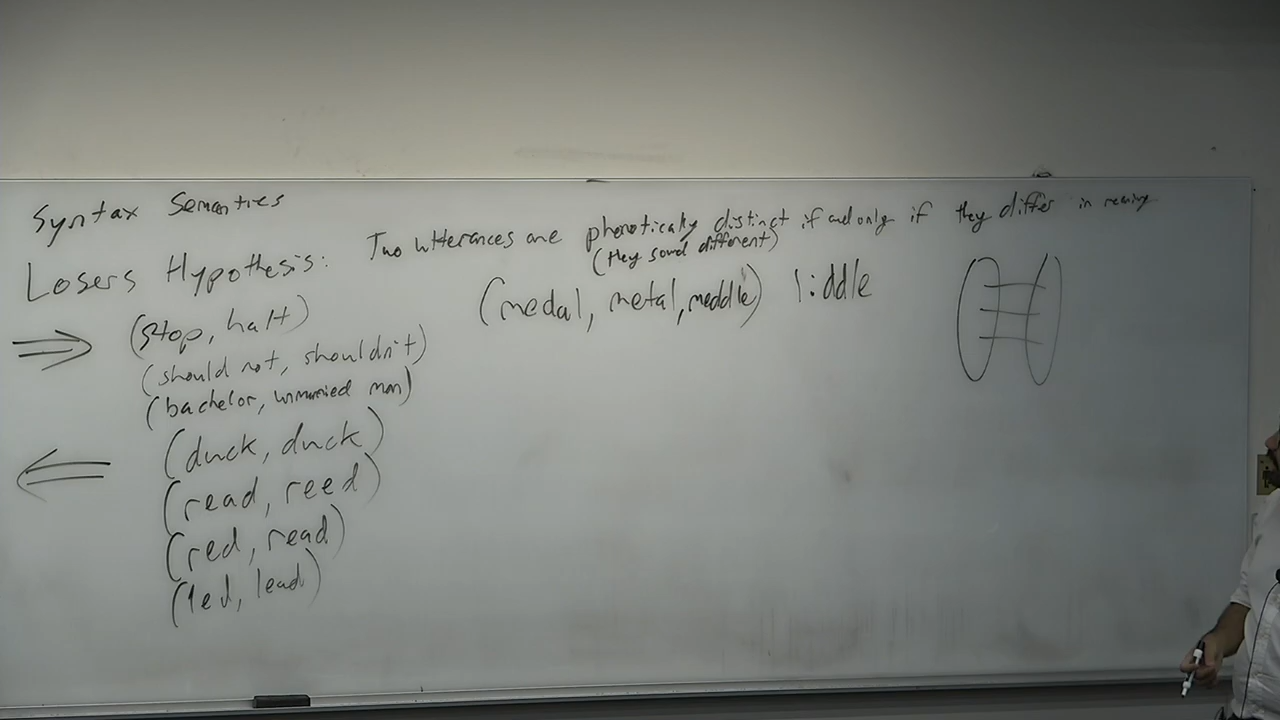 Syntax Semantics
Losers Hypothesis: Two utterances are phonetically distinct if and only if they differ in meaning
(they sound different)
⇒ (stop, halt)
(should not, shouldn't)
(bachelor, unmarried man)
(medal, metal, meddle) liddle
⇐ (duck, duck)
(read, reed)
(red, read)
(led, lead)